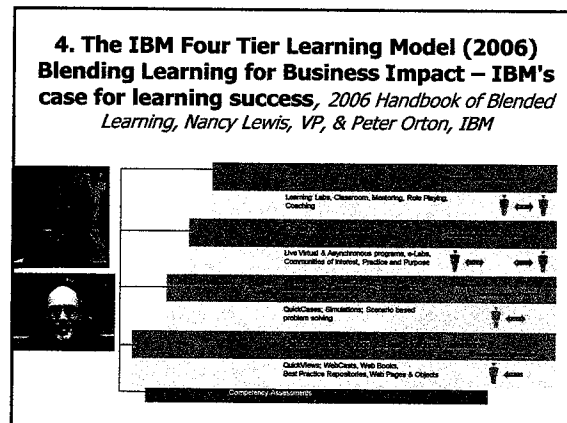 4. The IBM Four Tier Learning Model (2006)
Blending Learning for Business Impact – IBM's
case for learning success, 2006 Handbook of Blended
Learning, Nancy Lewis, VP, & Peter Orton, IBM
Learning Labs, Classroom, Mentoring, Role Playing,
Coaching
Live Virtual & Asynchronous programs, e-Labs,
Communities of Interest, Practice and Purpose
QuickCases; Simulations; Scenario based
problem solving
QuickViews; WebCasts, Web Books,
Best Practice Repositories, Web Pages & Objects
Competency Assessments